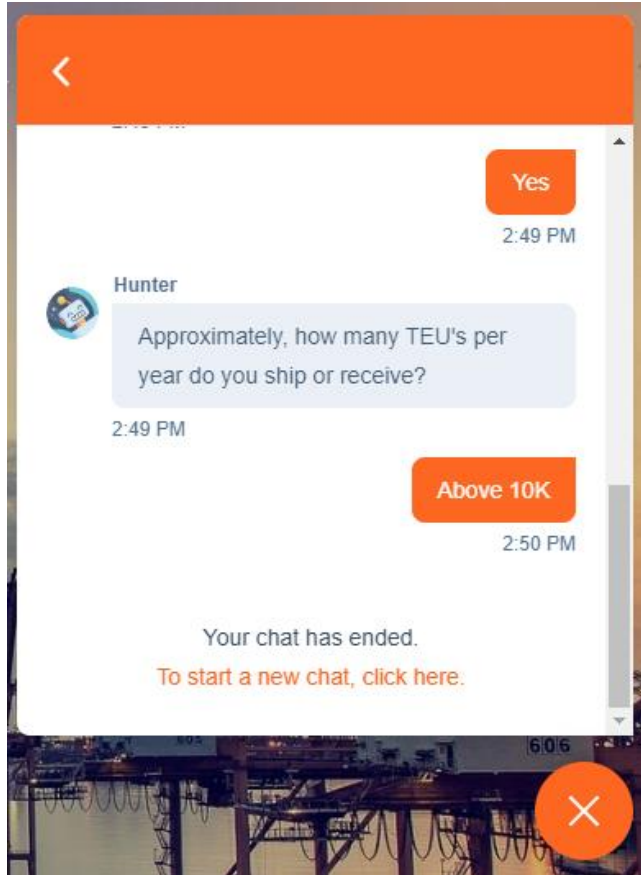 Yes
2:49 PM
Hunter
Approximately, how many TEU's per
year do you ship or receive?
2:49 PM
Above 10K
2:50 PM
Your chat has ended.
To start a new chat, click here.
606